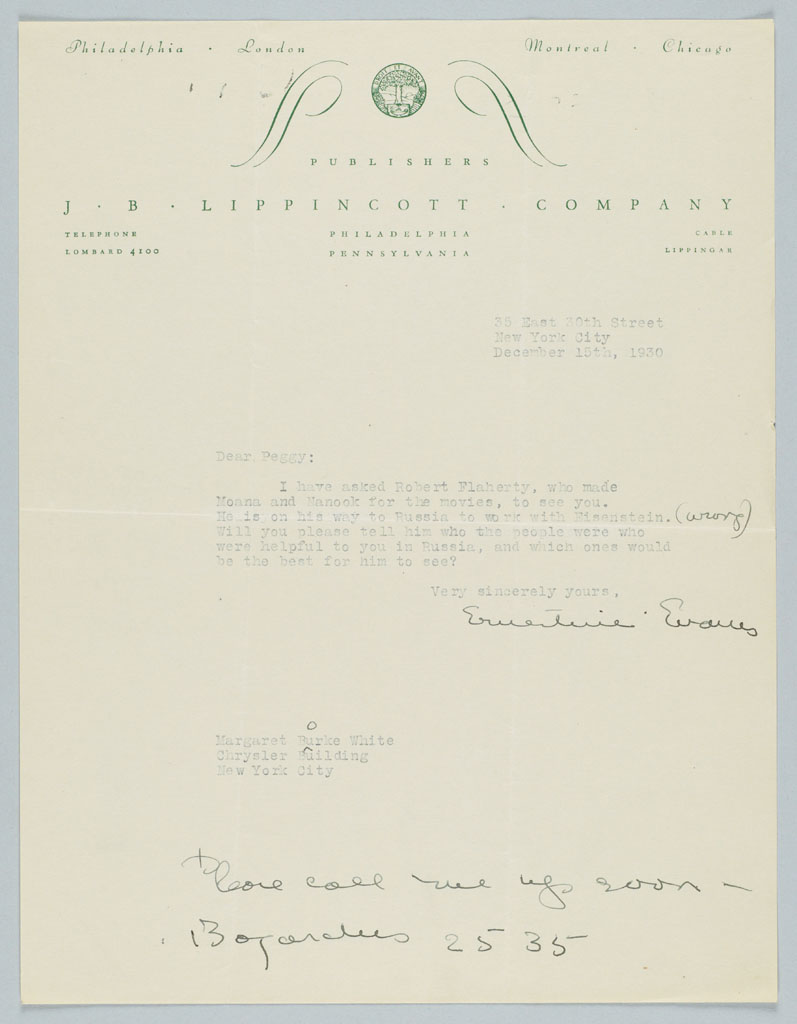 Philadelphia · London Montreal · Chicago
PUBLISHERS
J · B · LIPPINCOTT · COMPANY
TELEPHONE
LOMBARD 4100
PHILADELPHIA
PENNSYLVANIA
CABLE
LIPPINGAR
35 East 30th Street
New York City
December 15th, 1930
Dear Peggy:
I have asked Robert Flaherty, who made
Moana and Nanook for the movies, to see you.
He is on his way to Russia to work with Eisenstein. (wrong)
Will you please tell him who the people were who
were helpful to you in Russia, and which ones would
be the best for him to see?
Very sincerely yours,
Ernestine Evans
Margaret Burke White
Chrysler Building
New York City
Please call me up soon —
Bogardus 2535